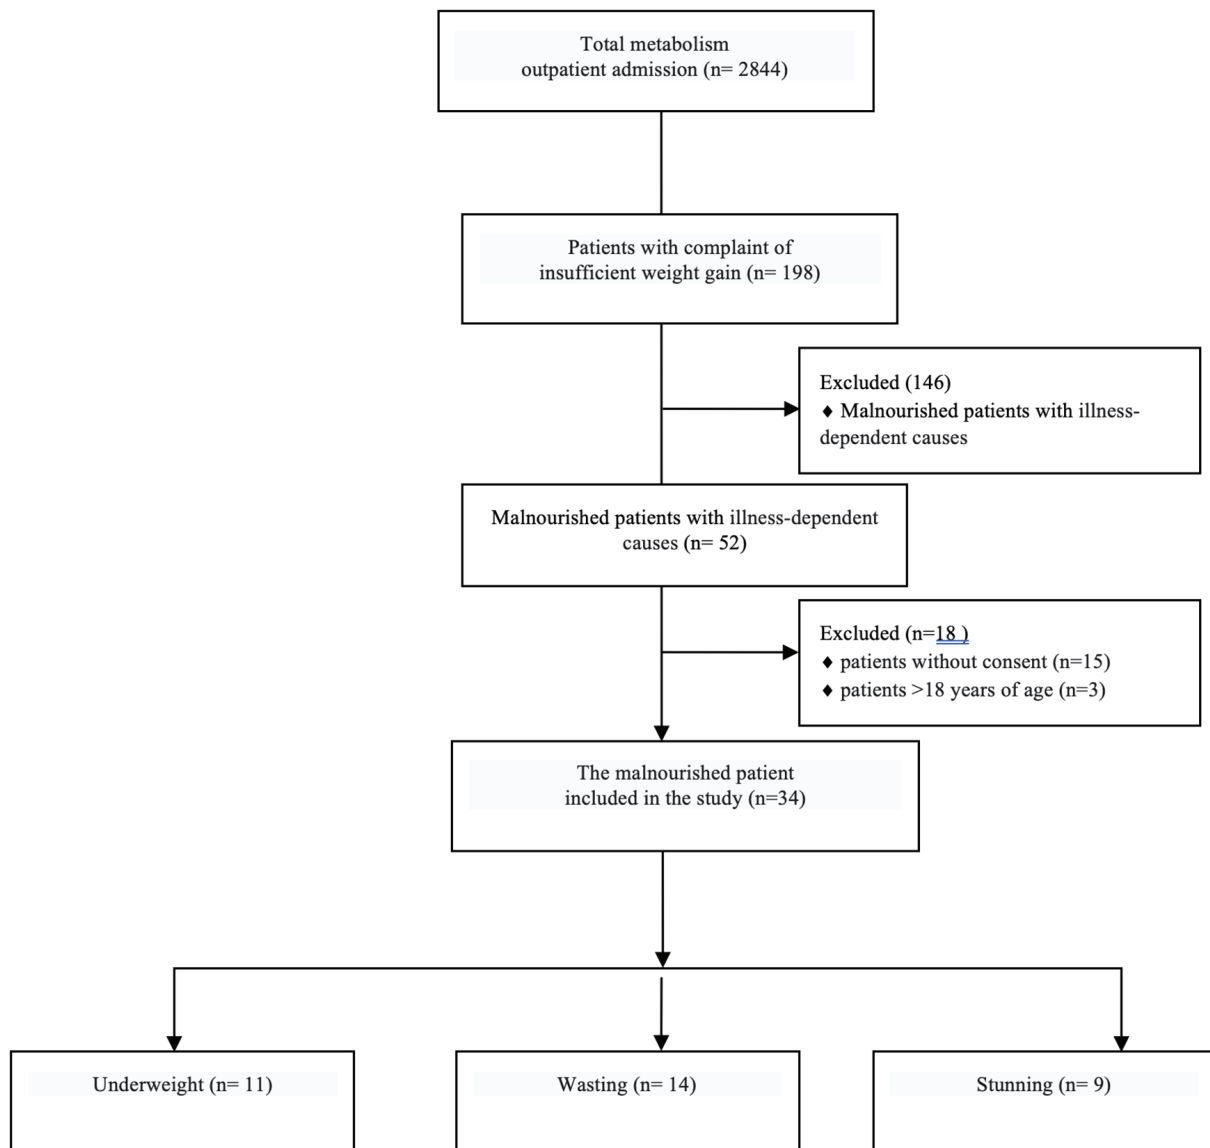 Total metabolism
outpatient admission (n= 2844)
Patients with complaint of
insufficient weight gain (n= 198)
Excluded (146)
♦ Malnourished patients with illness-
dependent causes
Malnourished patients with illness-dependent
causes (n= 52)
Excluded (n=18 )
♦ patients without consent (n=15)
♦ patients >18 years of age (n=3)
The malnourished patient
included in the study (n=34)
Underweight (n= 11)
Wasting (n= 14)
Stunning (n= 9)